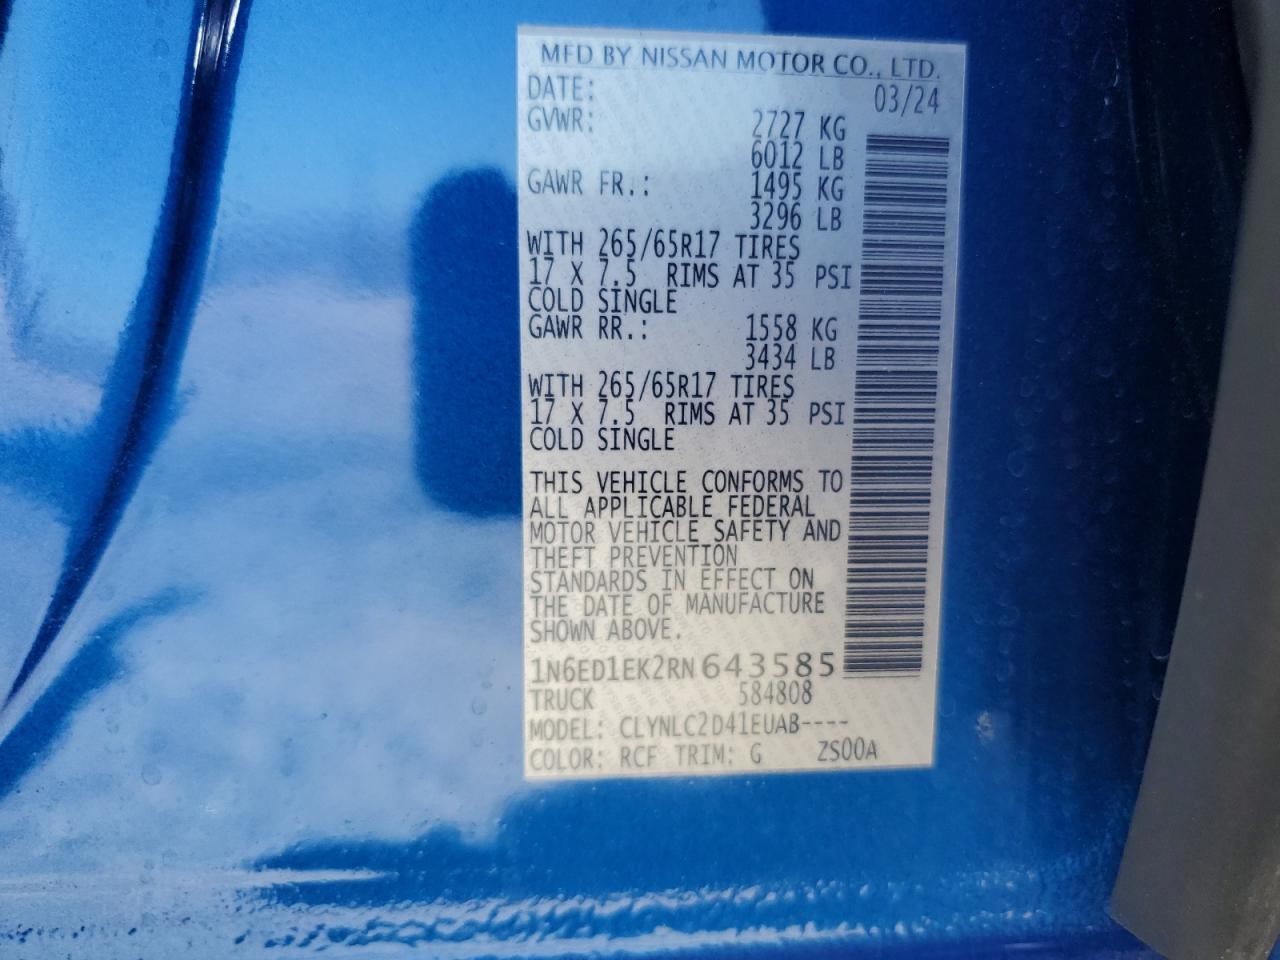 MFD BY NISSAN MOTOR CO., LTD.
DATE: 03/24
GVWR: 2727 KG
6012 LB
GAWR FR.: 1495 KG
3296 LB
WITH 265/65R17 TIRES
17 X 7.5 RIMS AT 35 PSI
COLD SINGLE
GAWR RR.: 1558 KG
3434 LB
WITH 265/65R17 TIRES
17 X 7.5 RIMS AT 35 PSI
COLD SINGLE
THIS VEHICLE CONFORMS TO
ALL APPLICABLE FEDERAL
MOTOR VEHICLE SAFETY AND
THEFT PREVENTION
STANDARDS IN EFFECT ON
THE DATE OF MANUFACTURE
SHOWN ABOVE.
1N6ED1EK2RN643585
TRUCK 584808
MODEL: CLYNLC2D41EUAB----
COLOR: RCF TRIM: G ZS00A